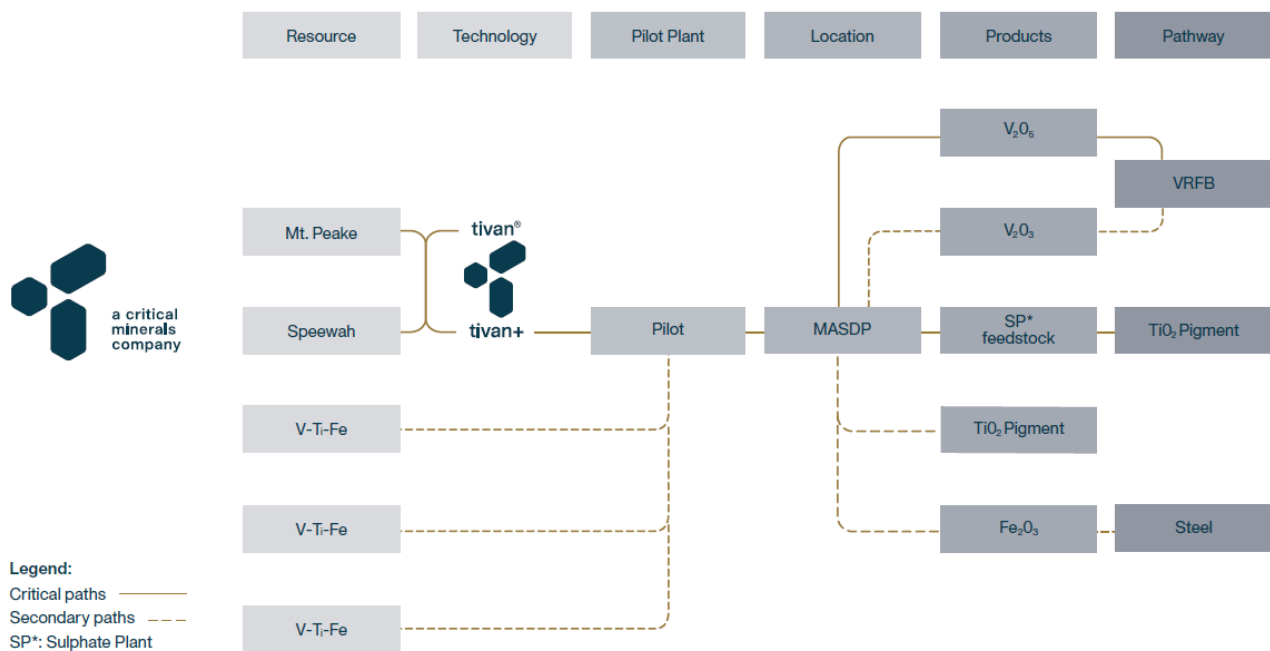 Resource
Technology
Pilot Plant
Location
Products
Pathway
V₂O₅
VRFB
Mt. Peake
tivan®
V₂O₃
a critical
minerals
company
Speewah
tivan+
Pilot
MASDP
SP*
feedstock
TiO₂ Pigment
V-Ti-Fe
TiO₂ Pigment
V-Ti-Fe
Fe₂O₃
Steel
Legend:
Critical paths
Secondary paths
SP*: Sulphate Plant
V-Ti-Fe